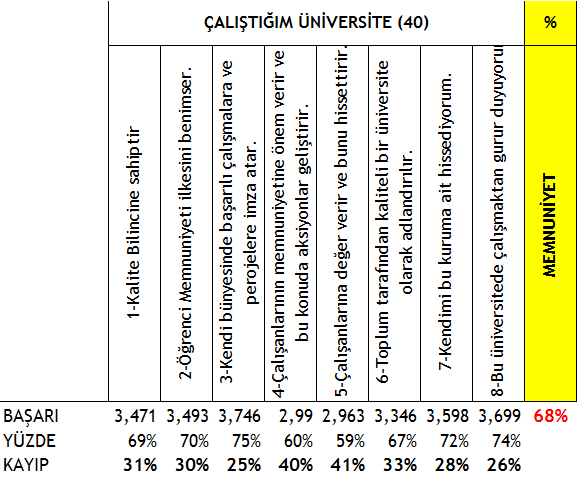 ÇALIŞTIĞIM ÜNİVERSİTE (40) %
1-Kalite Bilincine sahiptir
2-Öğrenci Memnuniyeti ilkesini benimser.
3-Kendi bünyesinde başarılı çalışmalara ve
perojelere imza atar.
4-Çalışanlarının memnuniyetine önem verir ve
bu konuda aksiyonlar geliştirir.
5-Çalışanlarına değer verir ve bunu hissettirir.
6-Toplum tarafından kaliteli bir üniversite
olarak adlandırılır.
7-Kendimi bu kuruma ait hissediyorum.
8-Bu üniversitede çalışmaktan gurur duyuyoru
MEMNUNİYET
BAŞARI 3,471 3,493 3,746 2,99 2,963 3,346 3,598 3,699 68%
YÜZDE 69% 70% 75% 60% 59% 67% 72% 74%
KAYIP 31% 30% 25% 40% 41% 33% 28% 26%